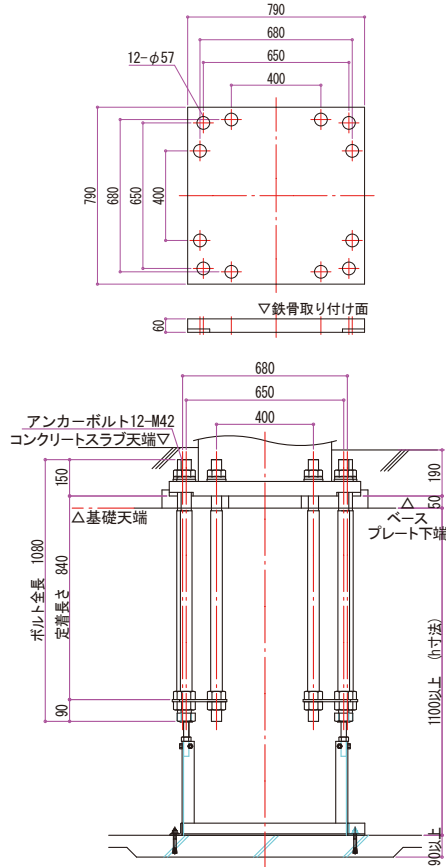 790
680
12-φ57
650
400
790
680
650
400
▽鉄骨取り付け面
60
680
650
アンカーボルト12-M42
400
コンクリートスラブ天端▽
150
190
50
△基礎天端
△
ベース
プレート下端
ボルト全長 1080
定着長さ 840
1100以上 (h寸法)
90
90以上